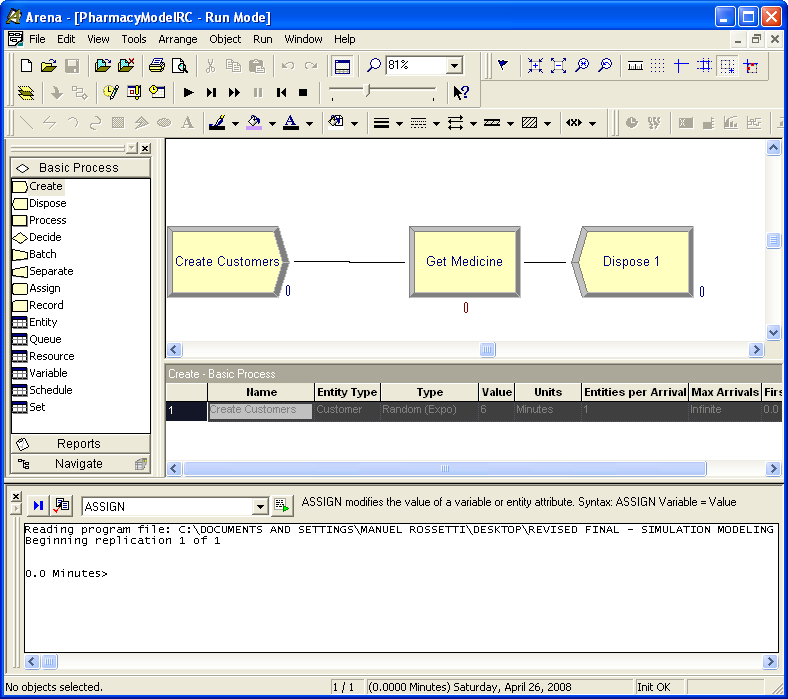 Arena - [PharmacyModelRC - Run Mode]
File Edit View Tools Arrange Object Run Window Help
81%
Basic Process
Create
Dispose
Process
Decide
Batch
Separate
Assign
Record
Entity
Queue
Resource
Variable
Schedule
Set
Reports
Navigate
Create Customers
0
Get Medicine
0
Dispose 1
0
Create - Basic Process
Name Entity Type Type Value Units Entities per Arrival Max Arrivals Firs
1 Create Customers Customer Random (Expo) 6 Minutes 1 Infinite 0.0
ASSIGN
ASSIGN modifies the value of a variable or entity attribute. Syntax: ASSIGN Variable = Value
Reading program file: C:\DOCUMENTS AND SETTINGS\MANUEL ROSSETTI\DESKTOP\REVISED FINAL - SIMULATION MODELING
Beginning replication 1 of 1
0.0 Minutes>
No objects selected.
1 / 1
(0.0000 Minutes) Saturday, April 26, 2008
Init OK